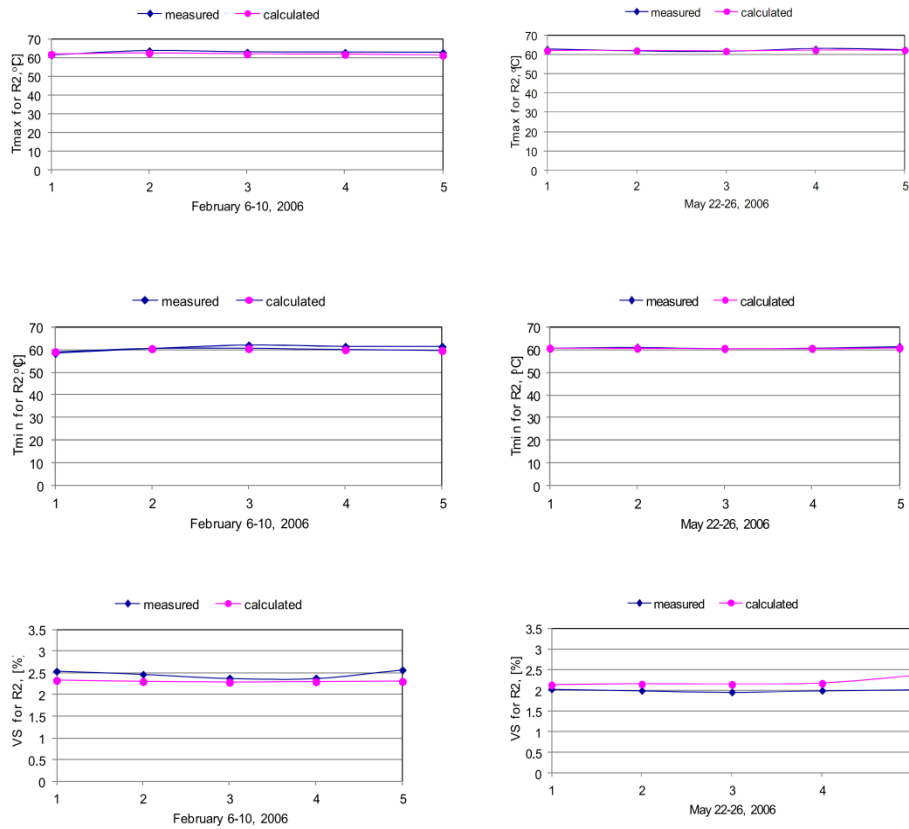 measured calculated
70
60
50
40
30
20
10
0
Tmax for R2,°C]
1 2 3 4 5
February 6-10, 2006
measured calculated
70
60
50
40
30
20
10
0
Tmax for R2, °C]
1 2 3 4 5
May 22-26, 2006
measured calculated
70
60
50
40
30
20
10
0
Tmin for R2,°C]
1 2 3 4 5
February 6-10, 2006
measured calculated
70
60
50
40
30
20
10
0
Tmin for R2, [°C]
1 2 3 4 5
May 22-26, 2006
measured calculated
3.5
3
2.5
2
1.5
1
0.5
0
VS for R2, [%]
1 2 3 4 5
February 6-10, 2006
measured calculated
3.5
3
2.5
2
1.5
1
0.5
0
VS for R2, [%]
1 2 3 4 5
May 22-26, 2006